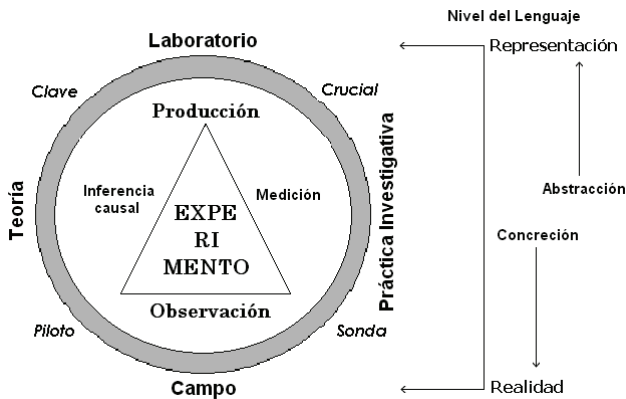 Nivel del Lenguaje
Laboratorio
Representación
Clave
Crucial
Producción
Teoría
Inferencia
causal
Medición
EXPE
RI
MENTO
Práctica Investigativa
Abstracción
Concreción
Observación
Piloto
Sonda
Campo
Realidad